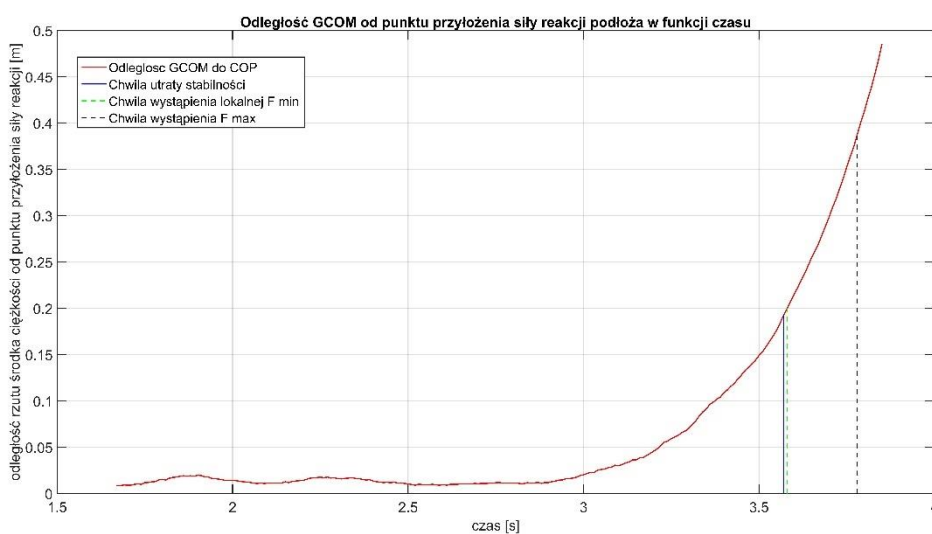 Odległość GCOM od punktu przyłożenia siły reakcji podłoża w funkcji czasu
odległość rzutu środka ciężkości od punktu przyłożenia siły reakcji [m]
0.5
0.45
0.4
0.35
0.3
0.25
0.2
0.15
0.1
0.05
0
Odleglosc GCOM do COP
Chwila utraty stabilności
Chwila wystąpienia lokalnej F min
Chwila wystąpienia F max
1.5
2
2.5
3
3.5
4
czas [s]